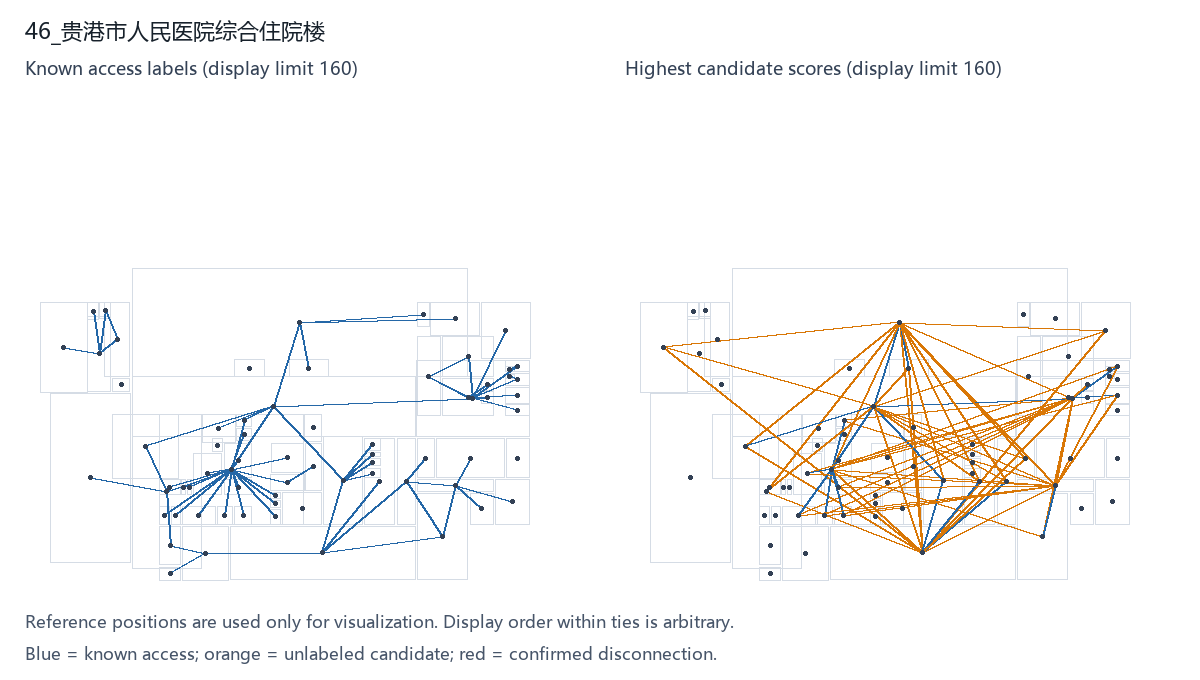 46_贵港市人民医院综合住院楼
Known access labels (display limit 160)
Highest candidate scores (display limit 160)
Reference positions are used only for visualization. Display order within ties is arbitrary.
Blue = known access; orange = unlabeled candidate; red = confirmed disconnection.